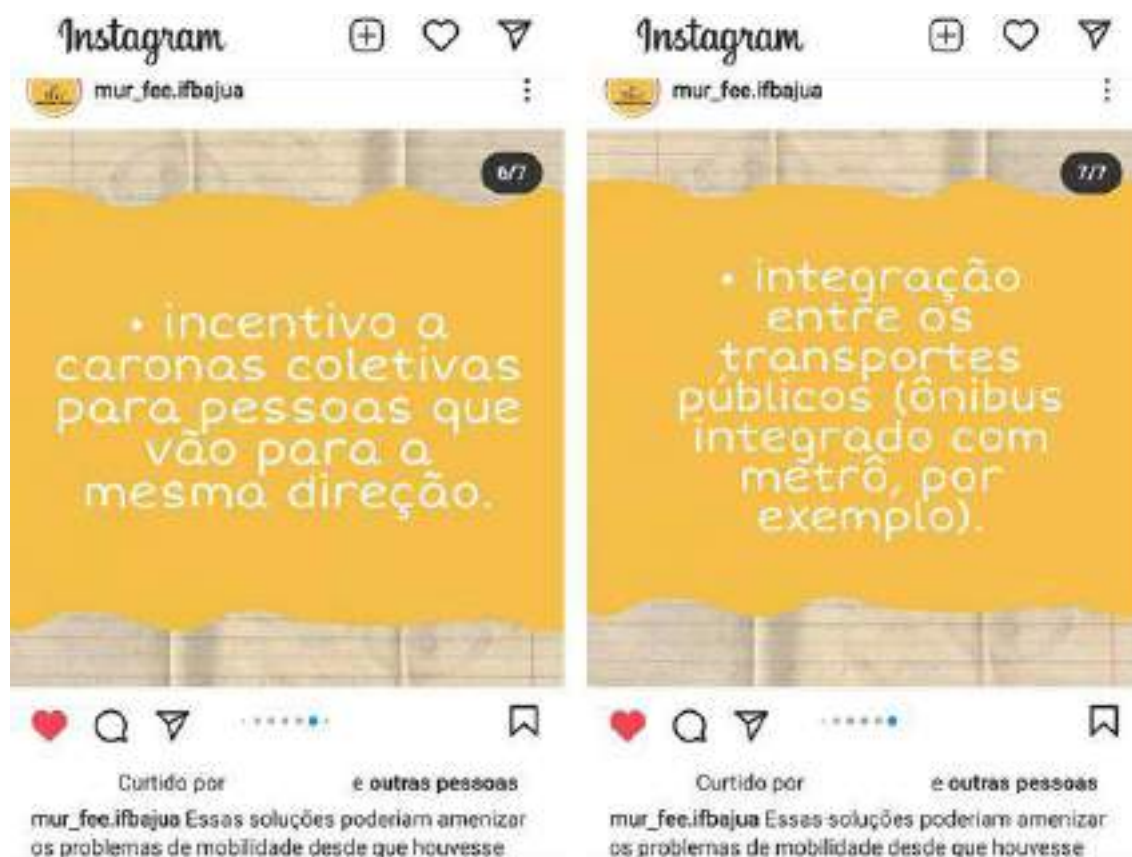 Instagram
mur_fee.ifbajua
6/7
• incentivo a
caronas coletivas
para pessoas que
vão para a
mesma direção.
Curtido por e outras pessoas
mur_fee.ifbajua Essas soluções poderiam amenizar
os problemas de mobilidade desde que houvesse
Instagram
mur_fee.ifbajua
7/7
• integração
entre os
transportes
públicos (ônibus
integrado com
metrô, por
exemplo).
Curtido por e outras pessoas
mur_fee.ifbajua Essas soluções poderiam amenizar
os problemas de mobilidade desde que houvesse